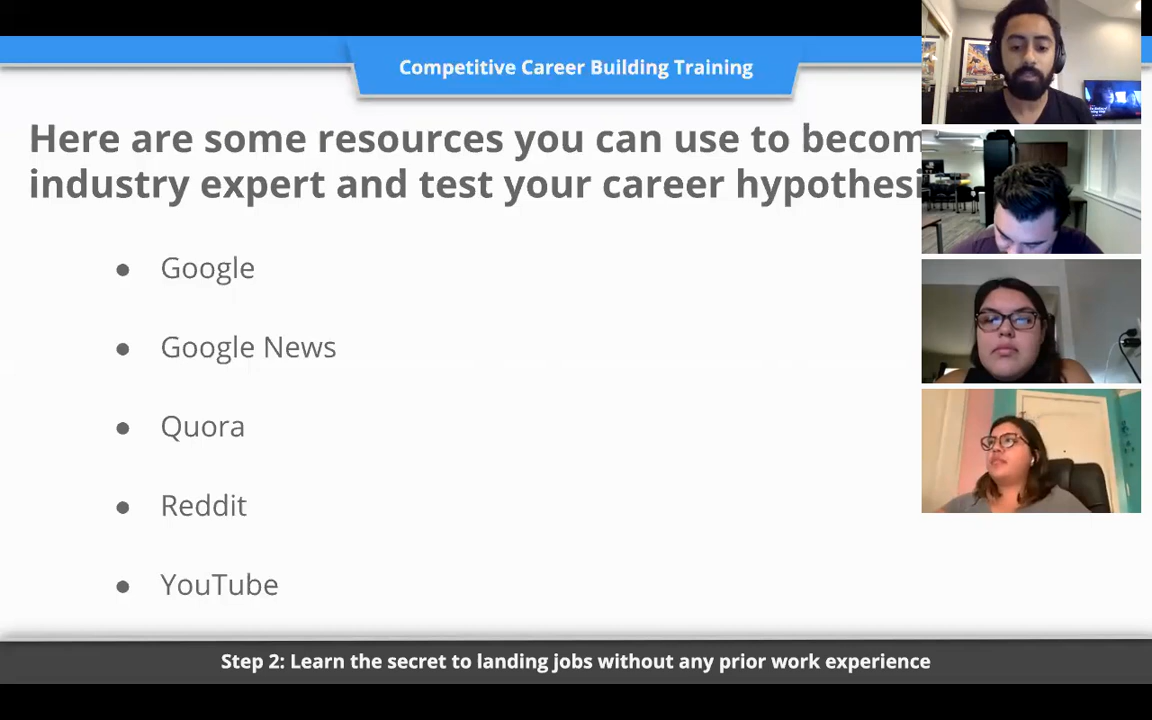 Competitive Career Building Training
Here are some resources you can use to becom
industry expert and test your career hypothesi
● Google
● Google News
● Quora
● Reddit
● YouTube
Step 2: Learn the secret to landing jobs without any prior work experience